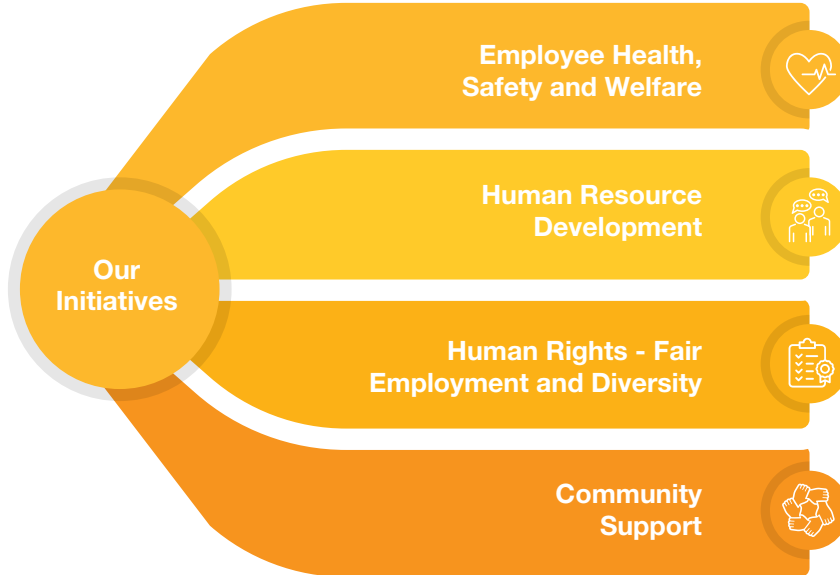 Employee Health,
Safety and Welfare
Human Resource
Development
Our
Initiatives
Human Rights - Fair
Employment and Diversity
Community
Support